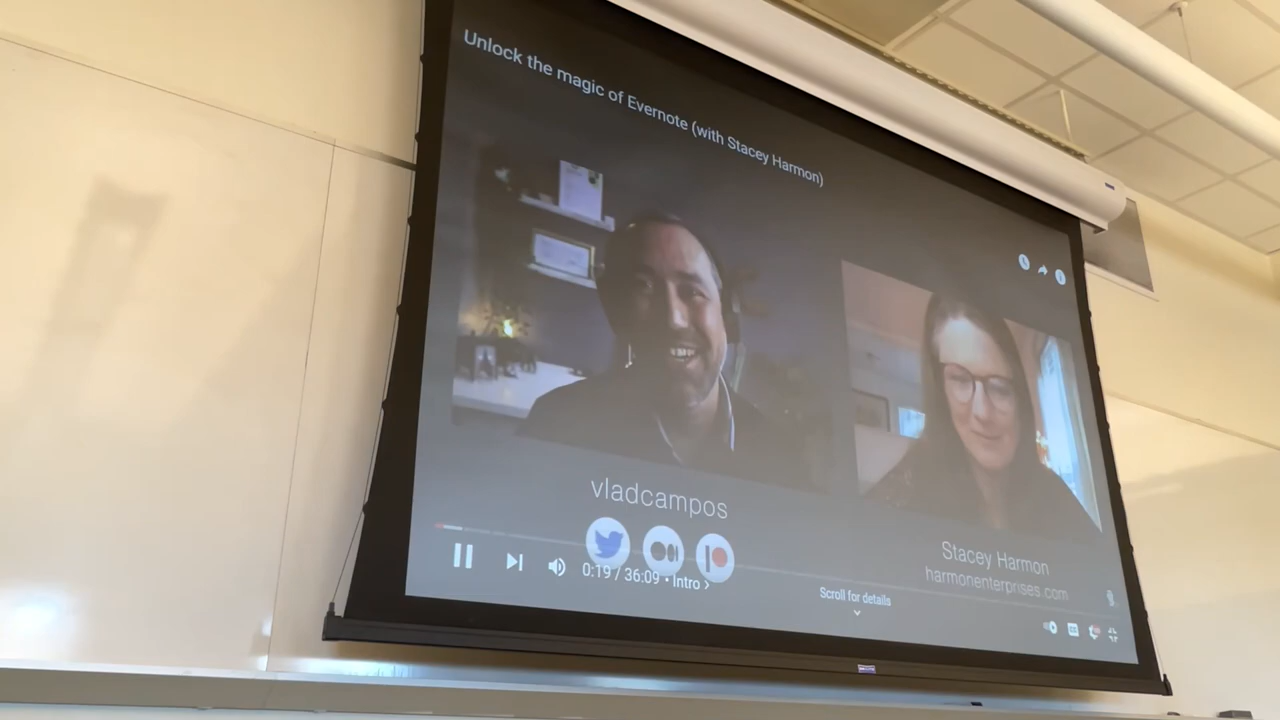 Unlock the magic of Evernote (with Stacey Harmon)
vladcampos
Stacey Harmon
harmonenterprises.com
0:19 / 36:09 • Intro ›
Scroll for details